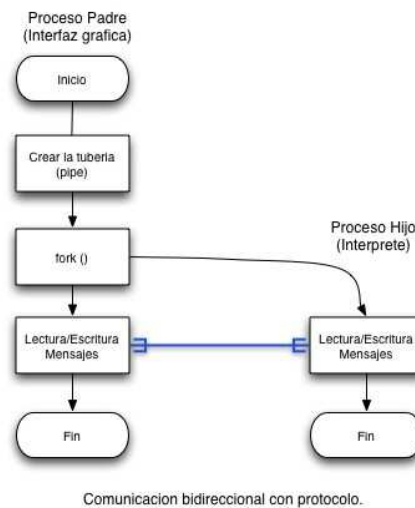 Proceso Padre
(Interfaz grafica)
Inicio
Crear la tuberia
(pipe)
Proceso Hijo
(Interprete)
fork ()
Lectura/Escritura
Mensajes
Lectura/Escritura
Mensajes
Fin
Fin
Comunicacion bidireccional con protocolo.